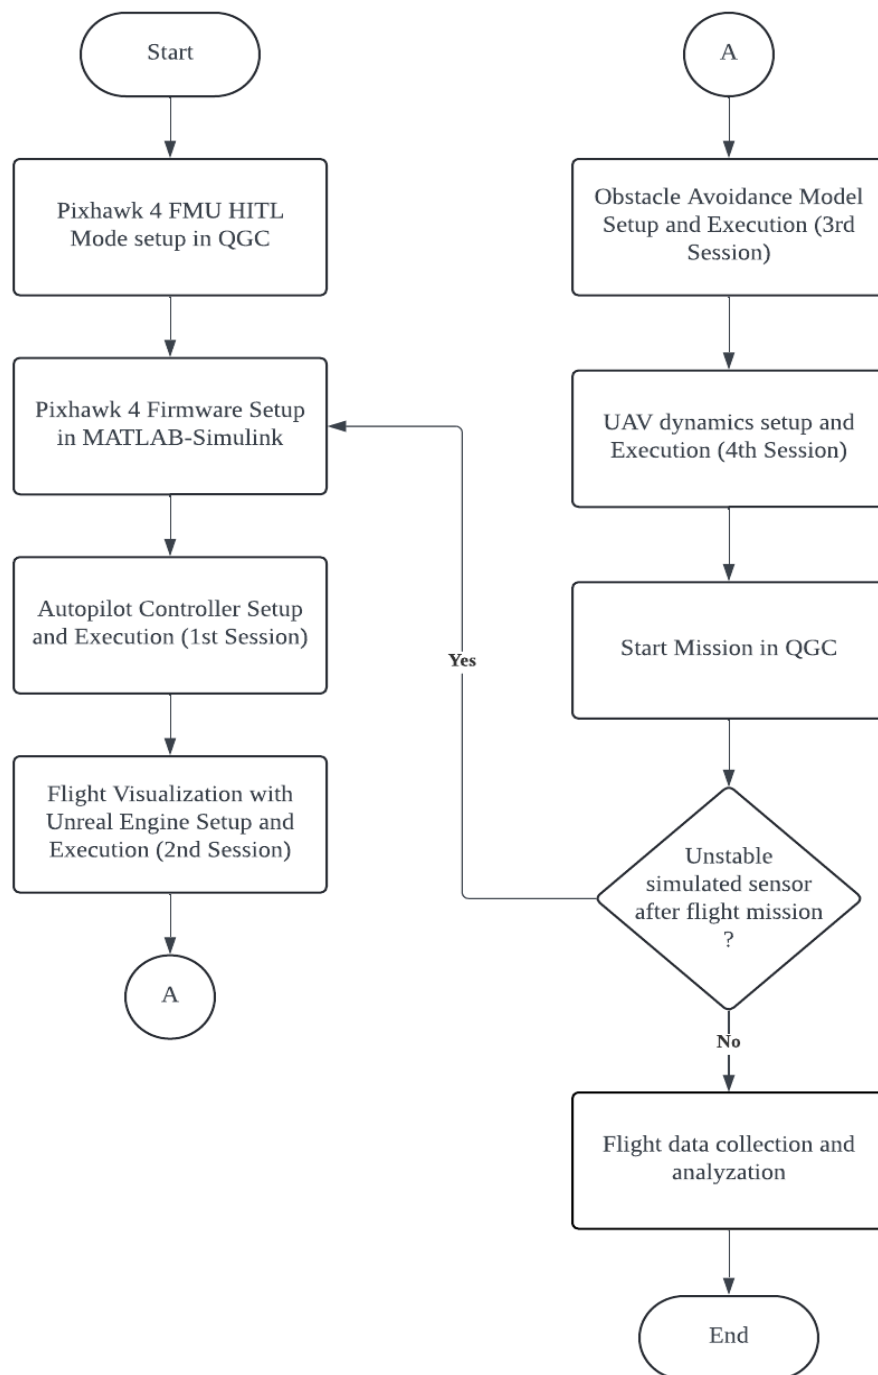 Start
Pixhawk 4 FMU HITL
Mode setup in QGC
Pixhawk 4 Firmware Setup
in MATLAB-Simulink
Autopilot Controller Setup
and Execution (1st Session)
Flight Visualization with
Unreal Engine Setup and
Execution (2nd Session)
A
A
Obstacle Avoidance Model
Setup and Execution (3rd
Session)
UAV dynamics setup and
Execution (4th Session)
Start Mission in QGC
Unstable
simulated sensor
after flight mission
?
Yes
No
Flight data collection and
analyzation
End